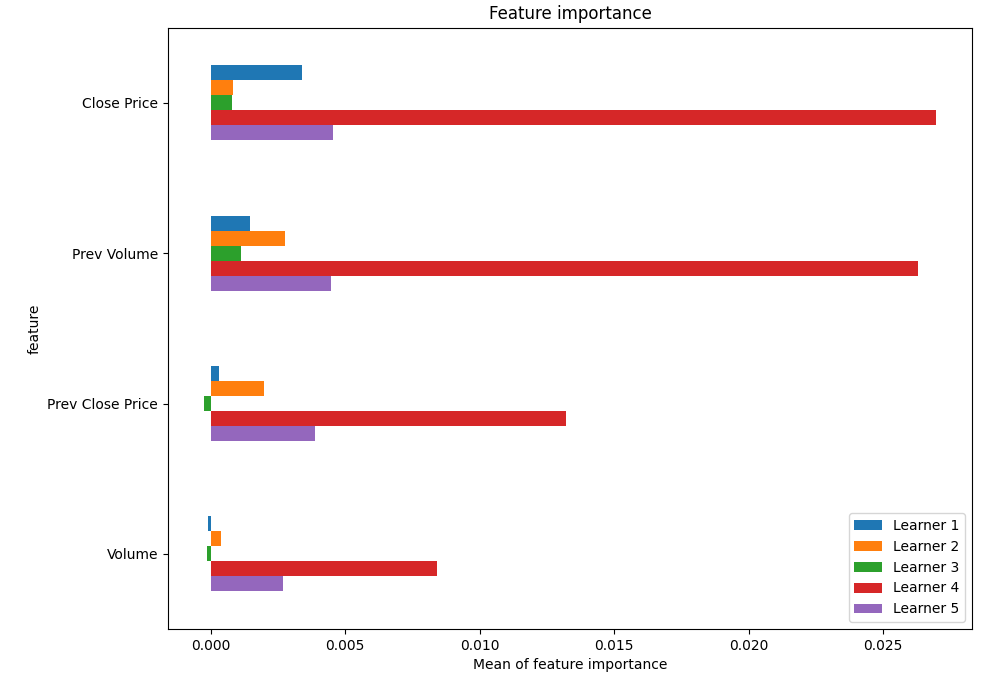 Feature importance
Close Price
Prev Volume
feature
Prev Close Price
Volume
Learner 1
Learner 2
Learner 3
Learner 4
Learner 5
0.000 0.005 0.010 0.015 0.020 0.025
Mean of feature importance